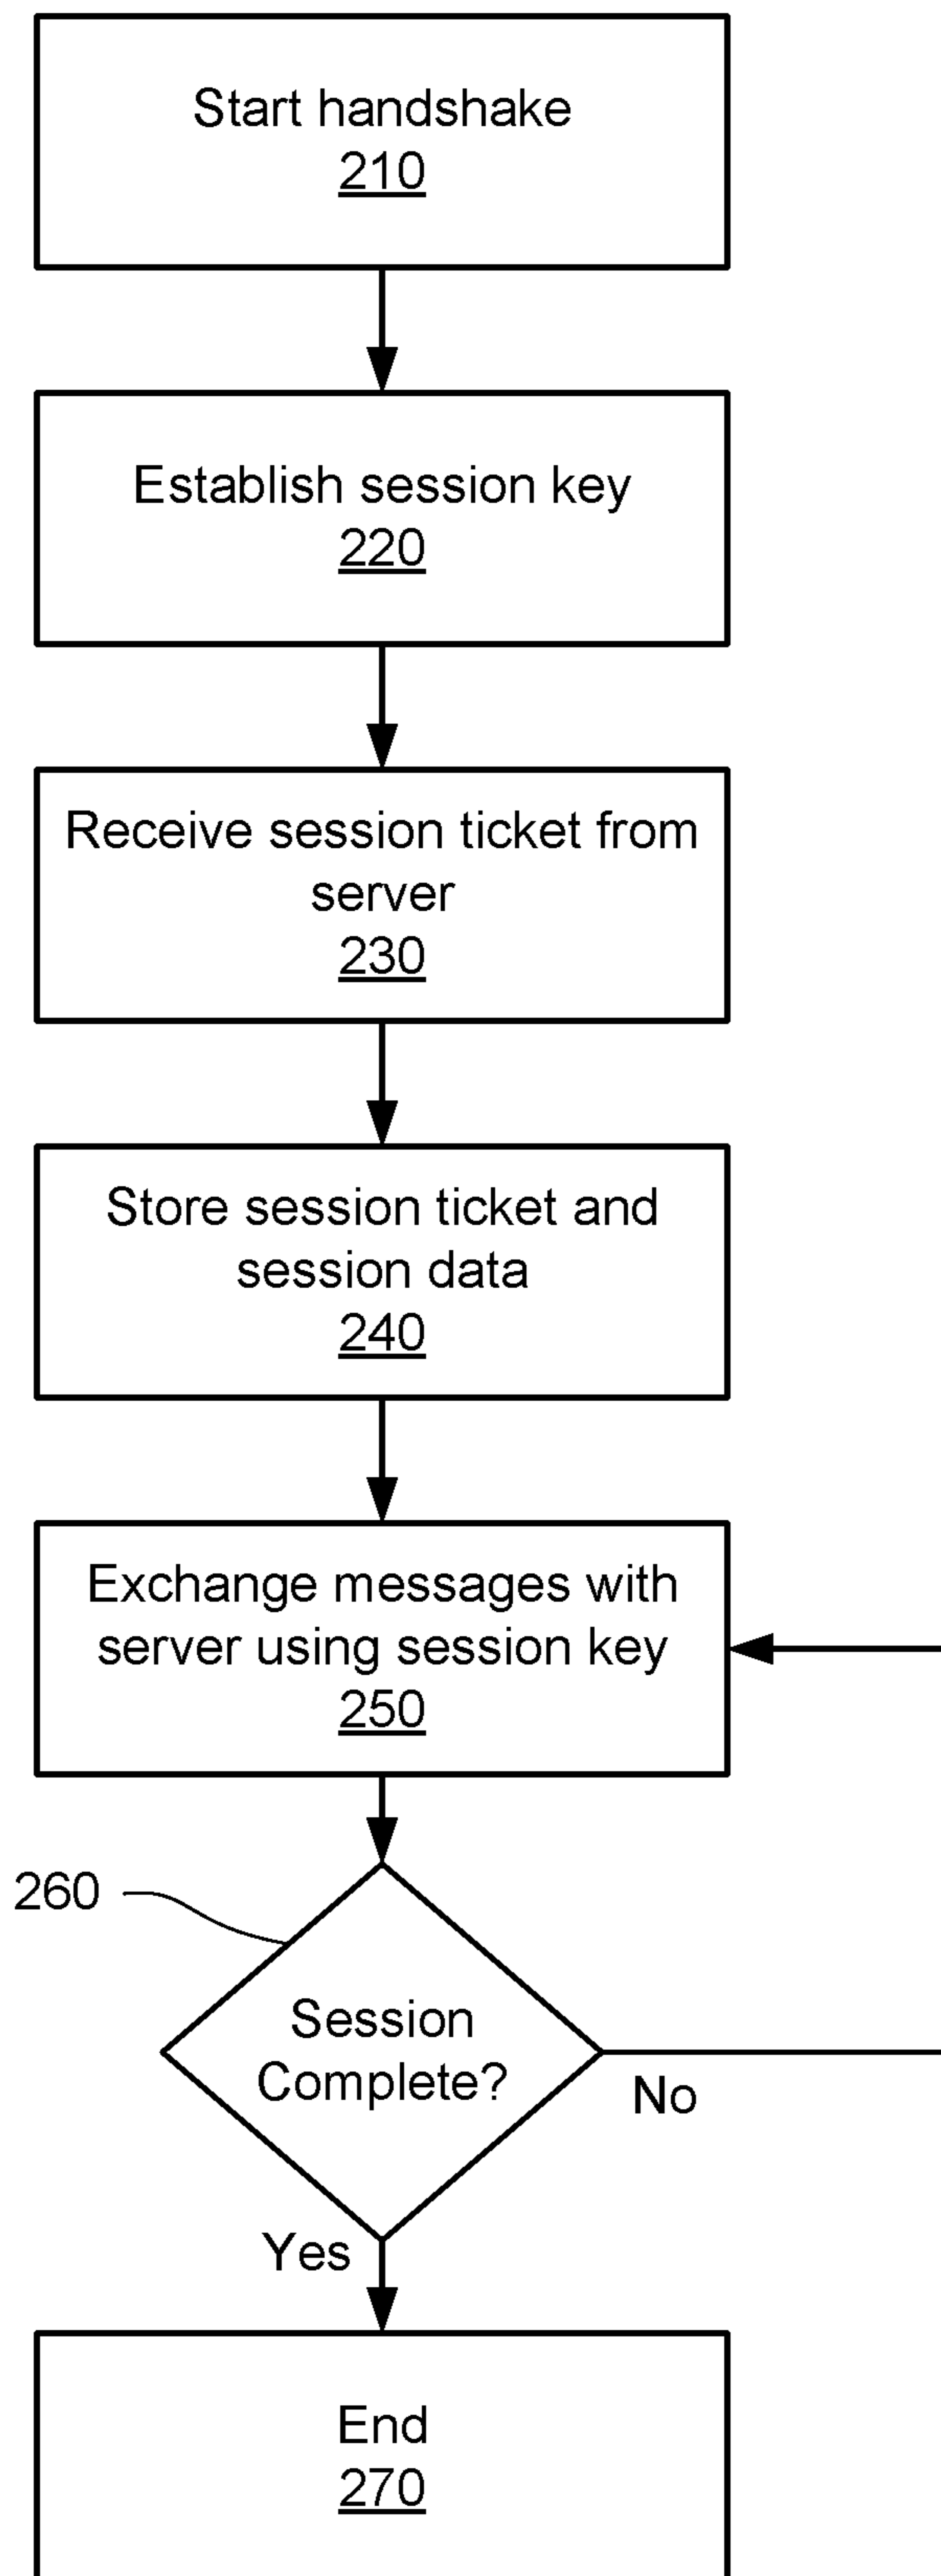 Start handshake
210
Establish session key
220
Receive session ticket from
server
230
Store session ticket and
session data
240
Exchange messages with
server using session key
250
260
Session
Complete?
No
Yes
End
270